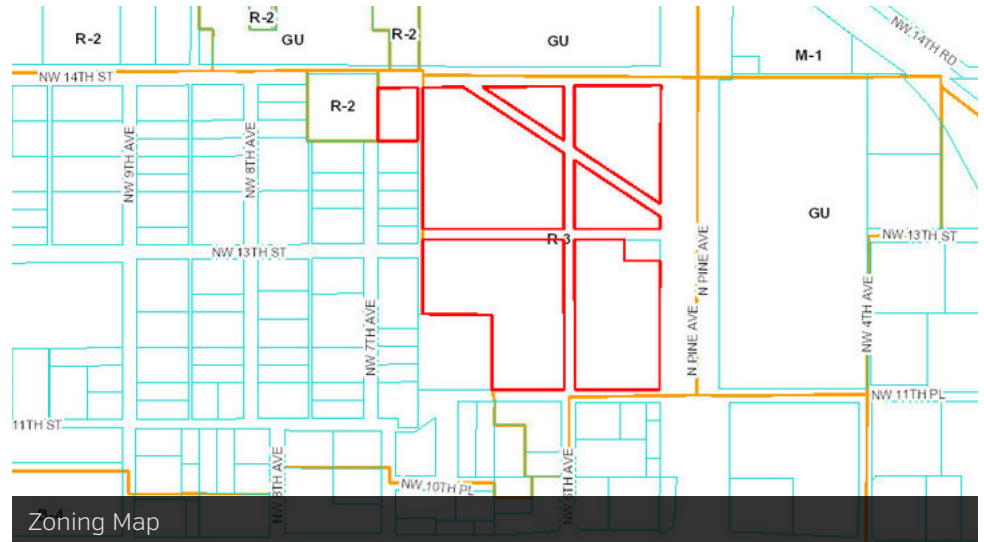 R-2
R-2
GU
R-2
GU
NW 14TH RD
M-1
NW 14TH ST
R-2
NW 9TH AVE
NW 8TH AVE
GU
R-3
NW 13TH ST
NW 13TH ST
N PINE AVE
N PINE AVE
NW 4TH AVE
NW 7TH AVE
NW 11TH PL
11TH ST
NW 8TH AVE
NW 10TH PL
NW 6TH AVE
Zoning Map